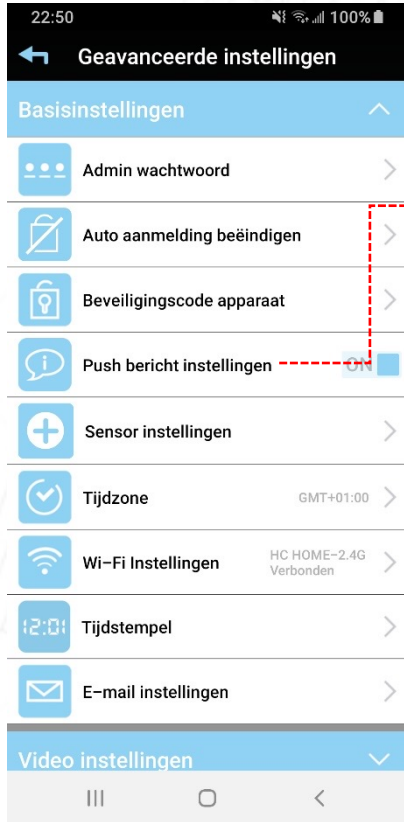 22:50 100%
Geavanceerde instellingen
Basisinstellingen
Admin wachtwoord
Auto aanmelding beëindigen
Beveiligingscode apparaat
Push bericht instellingen ON
Sensor instellingen
Tijdzone GMT+01:00
Wi-Fi Instellingen HC HOME-2.4G
Verbonden
12:01 Tijdstempel
E-mail instellingen
Video instellingen